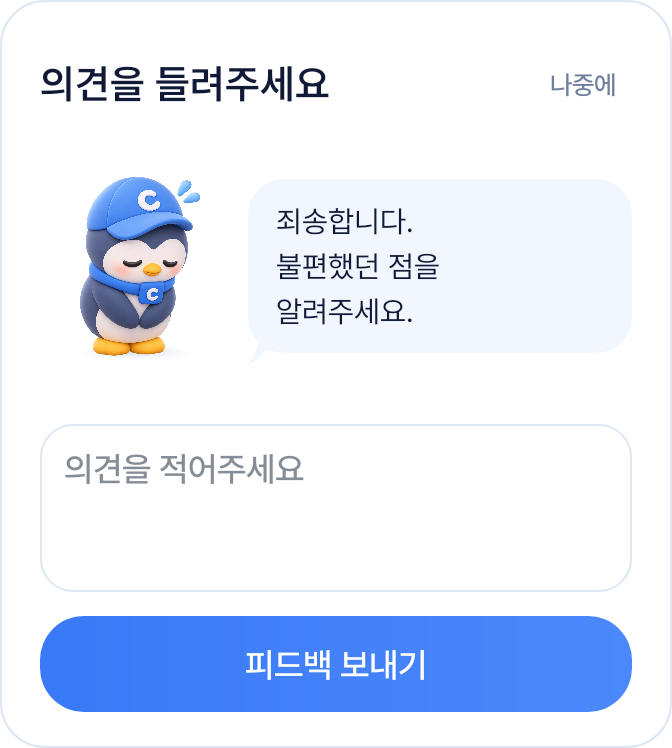 의견을 들려주세요
나중에
C
C
죄송합니다.
불편했던 점을
알려주세요.
의견을 적어주세요
피드백 보내기